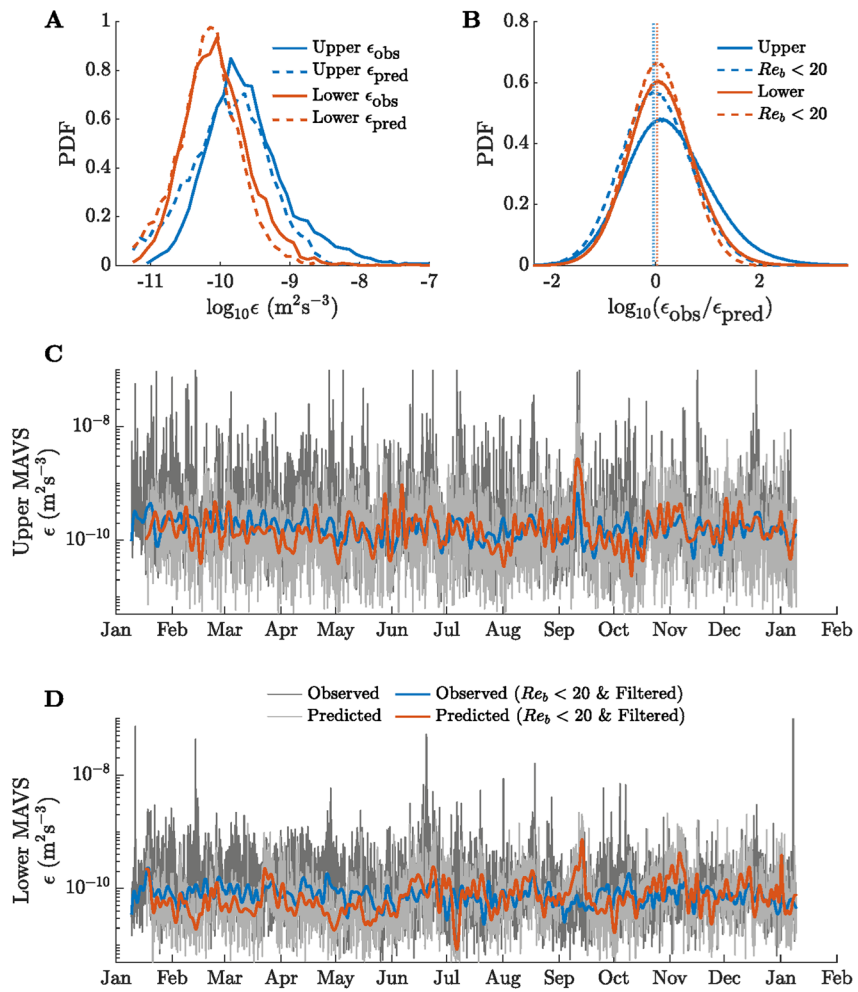 A
PDF
1
0.8
0.6
0.4
0.2
0
-11
-10
-9
-8
-7
log₁₀ϵ (m²s⁻³)
Upper ϵobs
Upper ϵpred
Lower ϵobs
Lower ϵpred
B
PDF
0.8
0.6
0.4
0.2
0
-2
0
2
log₁₀(ϵobs/ϵpred)
Upper
Reb < 20
Lower
Reb < 20
C
Upper MAVS
ϵ (m²s⁻³)
10⁻⁸
10⁻¹⁰
Jan Feb Mar Apr May Jun Jul Aug Sep Oct Nov Dec Jan Feb
D
Observed Observed (Reb < 20 & Filtered)
Predicted Predicted (Reb < 20 & Filtered)
Lower MAVS
ϵ (m²s⁻³)
10⁻⁸
10⁻¹⁰
Jan Feb Mar Apr May Jun Jul Aug Sep Oct Nov Dec Jan Feb